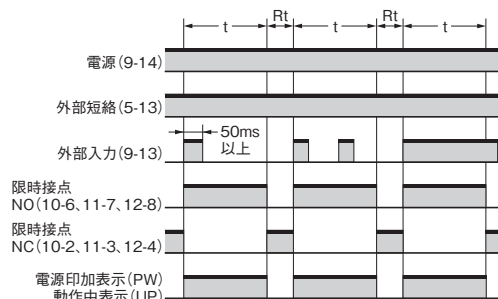 t Rt t Rt t
電源(9-14)
外部短絡(5-13)
50ms
以上
外部入力(9-13)
限時接点
NO(10-6、11-7、12-8)
限時接点
NC(10-2、11-3、12-4)
電源印加表示(PW)
動作中表示(UP)